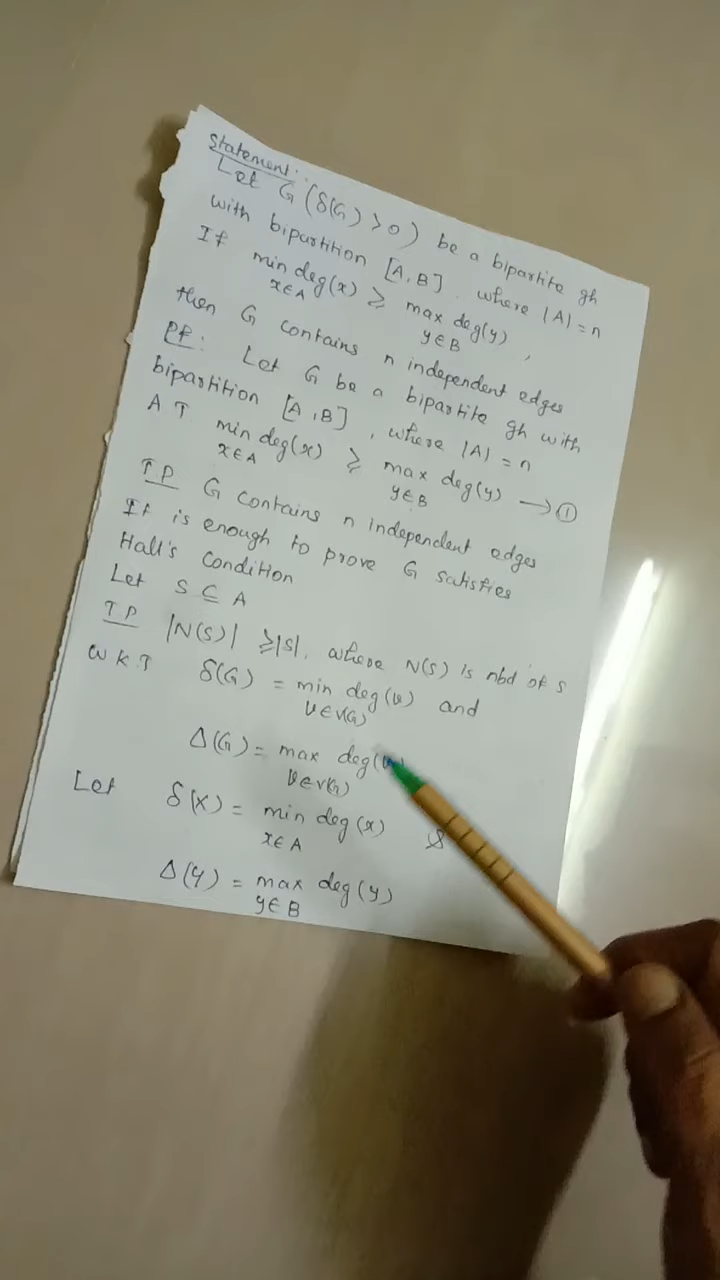 Statement:
Let G (δ(G) > 0) be a bipartite gh
with bipartition [A, B], where |A| = n
If min deg(x) ≥ max deg(y),
x∈A y∈B
then G contains n independent edges
Pf: Let G be a bipartite gh with
bipartition [A, B], where |A| = n
A T min deg(x) ≥ max deg(y) → ①
x∈A y∈B
T P G contains n independent edges
It is enough to prove G satisfies
Hall's Condition
Let S ⊆ A
T P |N(S)| ≥ |S|, where N(S) is nbd of S
W K T δ(G) = min deg(v) and
v∈V(G)
Δ(G) = max deg(v)
v∈V(G)
Let δ(X) = min deg(x) &
x∈A
Δ(Y) = max deg(y)
y∈B